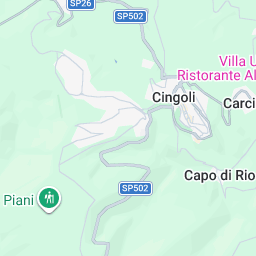 SP26
SP502
Villa U
Ristorante Al
Cingoli
Carci
Capo di Rio
SP502
Piani